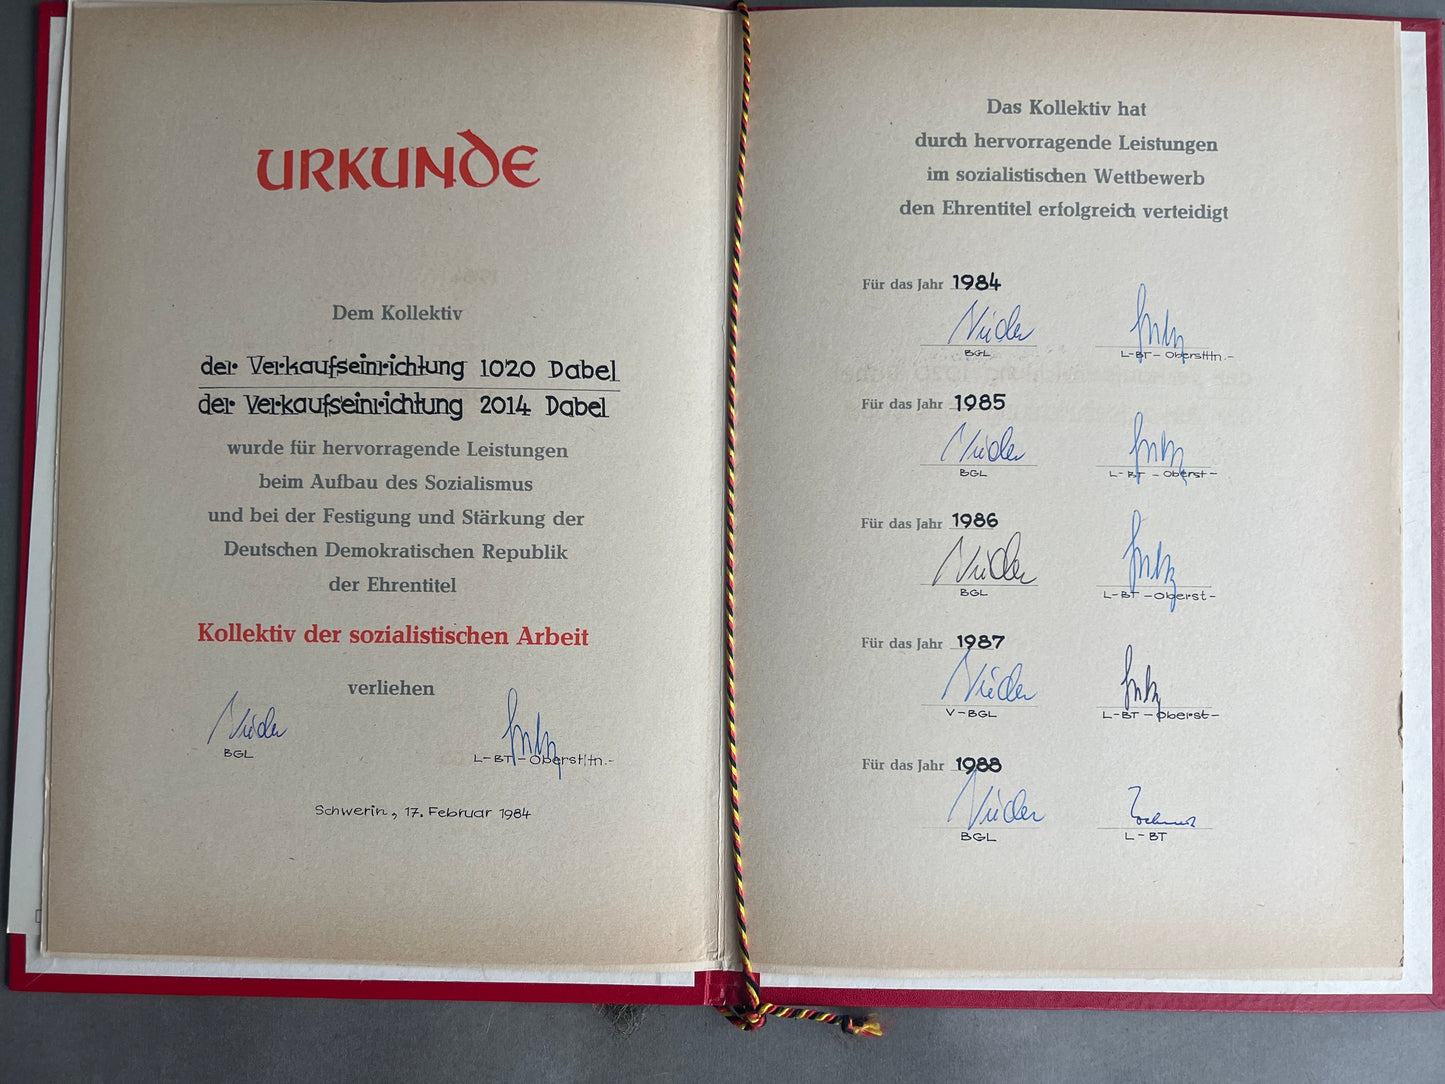 URKUNDE
Dem Kollektiv
der Verkaufseinrichtung 1020 Dabel
der Verkaufseinrichtung 2014 Dabel
wurde für hervorragende Leistungen
beim Aufbau des Sozialismus
und bei der Festigung und Stärkung der
Deutschen Demokratischen Republik
der Ehrentitel
Kollektiv der sozialistischen Arbeit
verliehen
BGL
L-BT-Oberstltn.-
Schwerin, 17. Februar 1984
Das Kollektiv hat
durch hervorragende Leistungen
im sozialistischen Wettbewerb
den Ehrentitel erfolgreich verteidigt
Für das Jahr 1984
BGL L-BT-Oberstltn.-
Für das Jahr 1985
BGL L-BT-Oberst-
Für das Jahr 1986
BGL L-BT-Oberst-
Für das Jahr 1987
V-BGL L-BT-Oberst-
Für das Jahr 1988
BGL L-BT